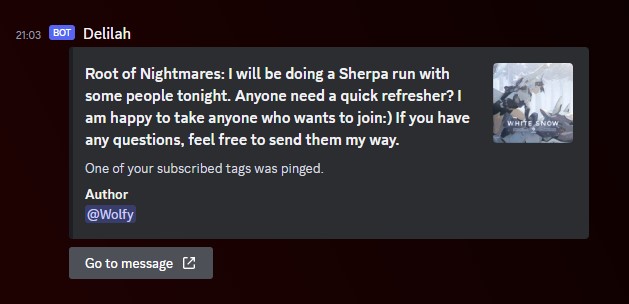 21:03 BOT Delilah
Root of Nightmares: I will be doing a Sherpa run with
some people tonight. Anyone need a quick refresher? I
am happy to take anyone who wants to join:) If you have
any questions, feel free to send them my way.
WHITE SNOW
One of your subscribed tags was pinged.
Author
@Wolfy
Go to message